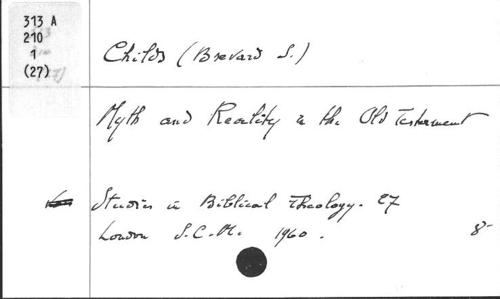 313 A
210
1
(27)
Childs (Brevard S.)
Myth and Reality in the Old Testament
Studies in Biblical Theology. 27
London S.C.M. 1960. 8-